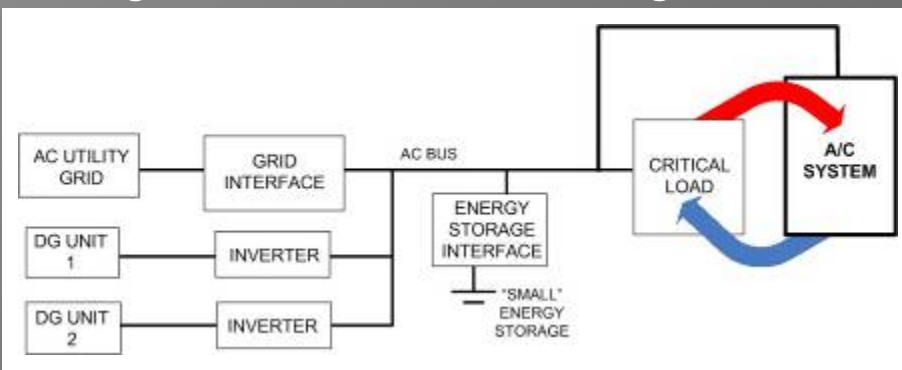 AC UTILITY
GRID
GRID
INTERFACE
AC BUS
CRITICAL
LOAD
A/C
SYSTEM
ENERGY
STORAGE
INTERFACE
DG UNIT
1
INVERTER
"SMALL"
ENERGY
STORAGE
DG UNIT
2
INVERTER